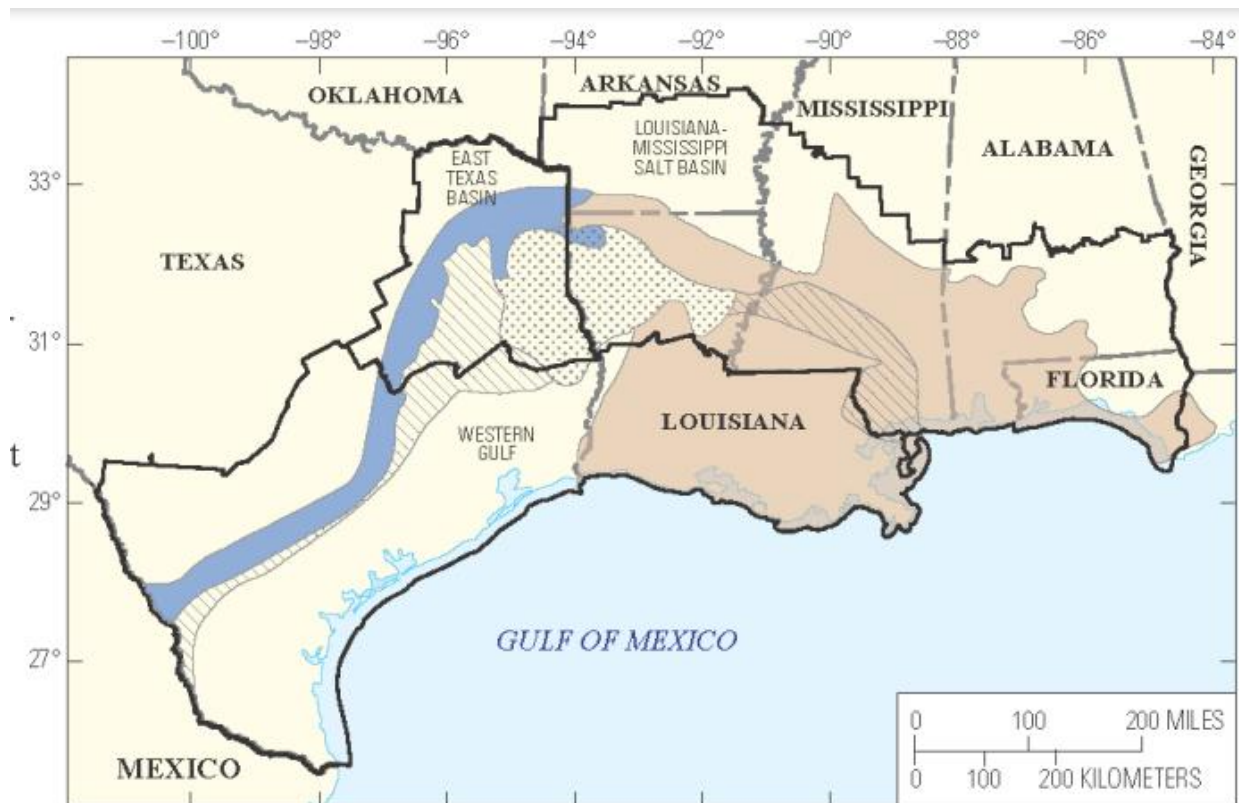 –100° –98° –96° –94° –92° –90° –88° –86° –84°
OKLAHOMA
ARKANSAS
MISSISSIPPI
ALABAMA
GEORGIA
LOUISIANA-
MISSISSIPPI
SALT BASIN
EAST
TEXAS
BASIN
33°
TEXAS
31°
FLORIDA
LOUISIANA
WESTERN
GULF
t
29°
GULF OF MEXICO
27°
0 100 200 MILES
0 100 200 KILOMETERS
MEXICO